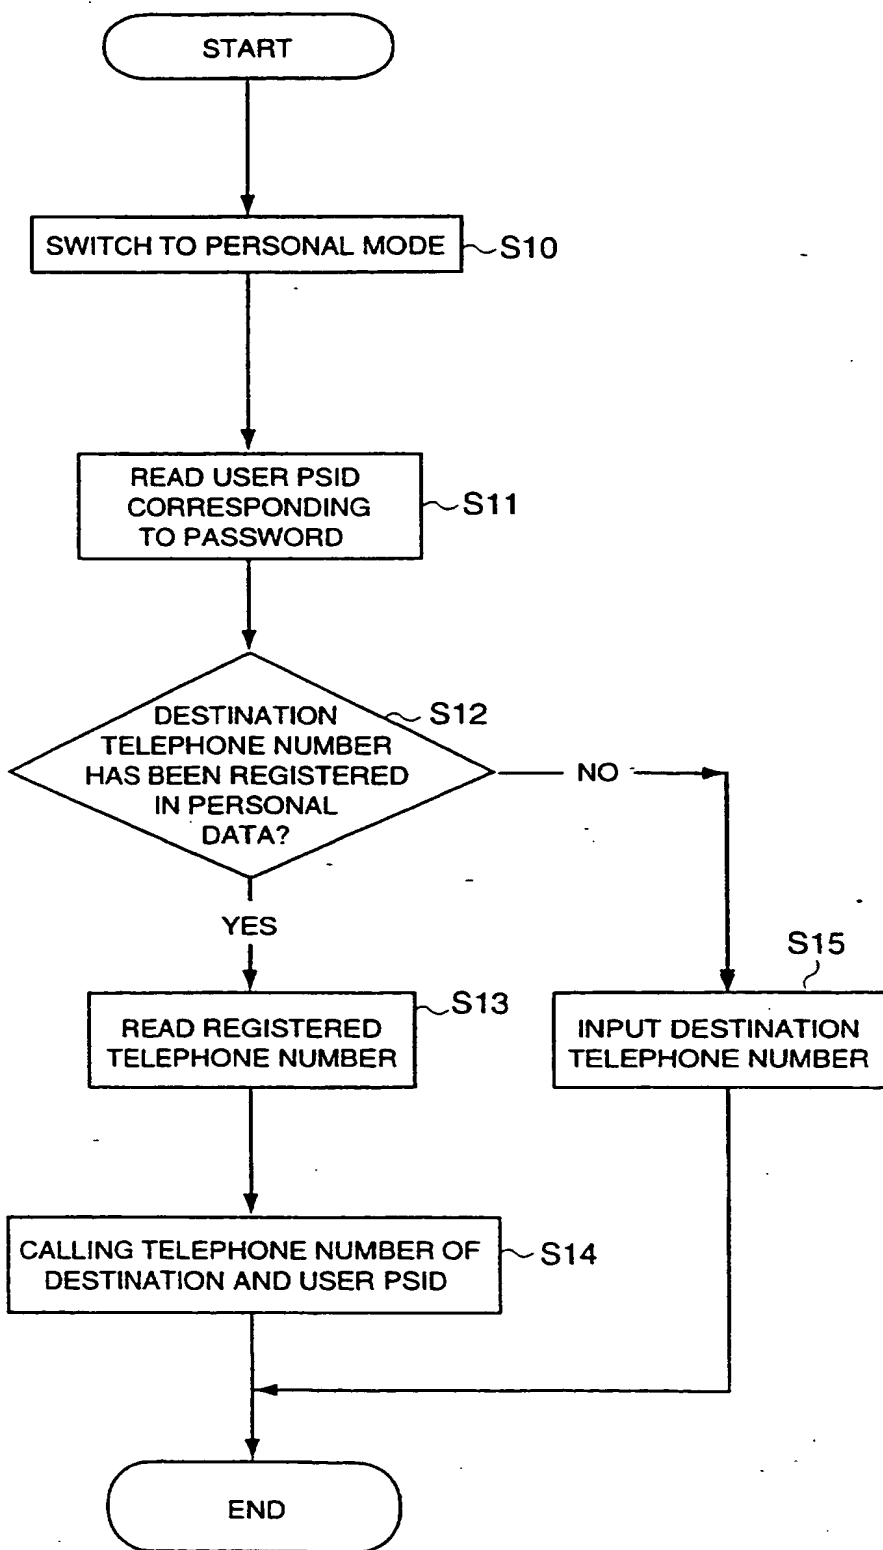 START
SWITCH TO PERSONAL MODE
S10
READ USER PSID
CORRESPONDING
TO PASSWORD
S11
DESTINATION
TELEPHONE NUMBER
HAS BEEN REGISTERED
IN PERSONAL
DATA?
S12
NO
YES
READ REGISTERED
TELEPHONE NUMBER
S13
S15
INPUT DESTINATION
TELEPHONE NUMBER
CALLING TELEPHONE NUMBER OF
DESTINATION AND USER PSID
S14
END